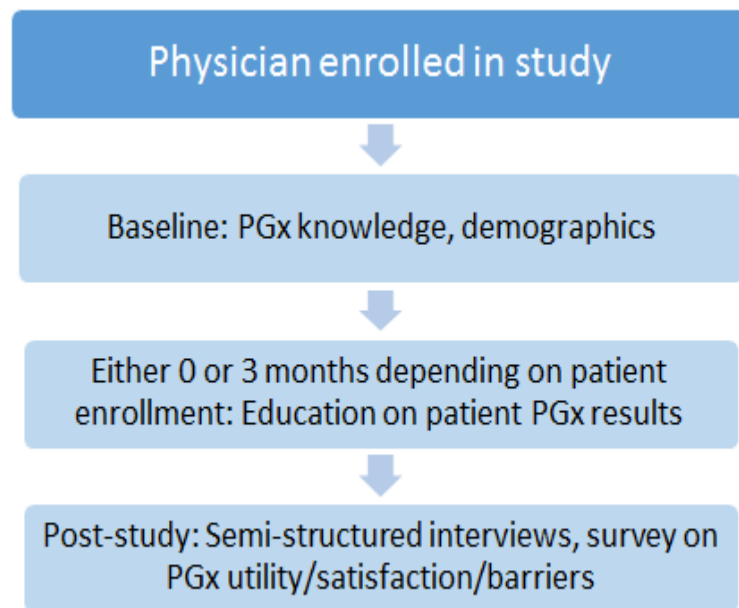 Physician enrolled in study
Baseline: PGx knowledge, demographics
Either 0 or 3 months depending on patient
enrollment: Education on patient PGx results
Post-study: Semi-structured interviews, survey on
PGx utility/satisfaction/barriers